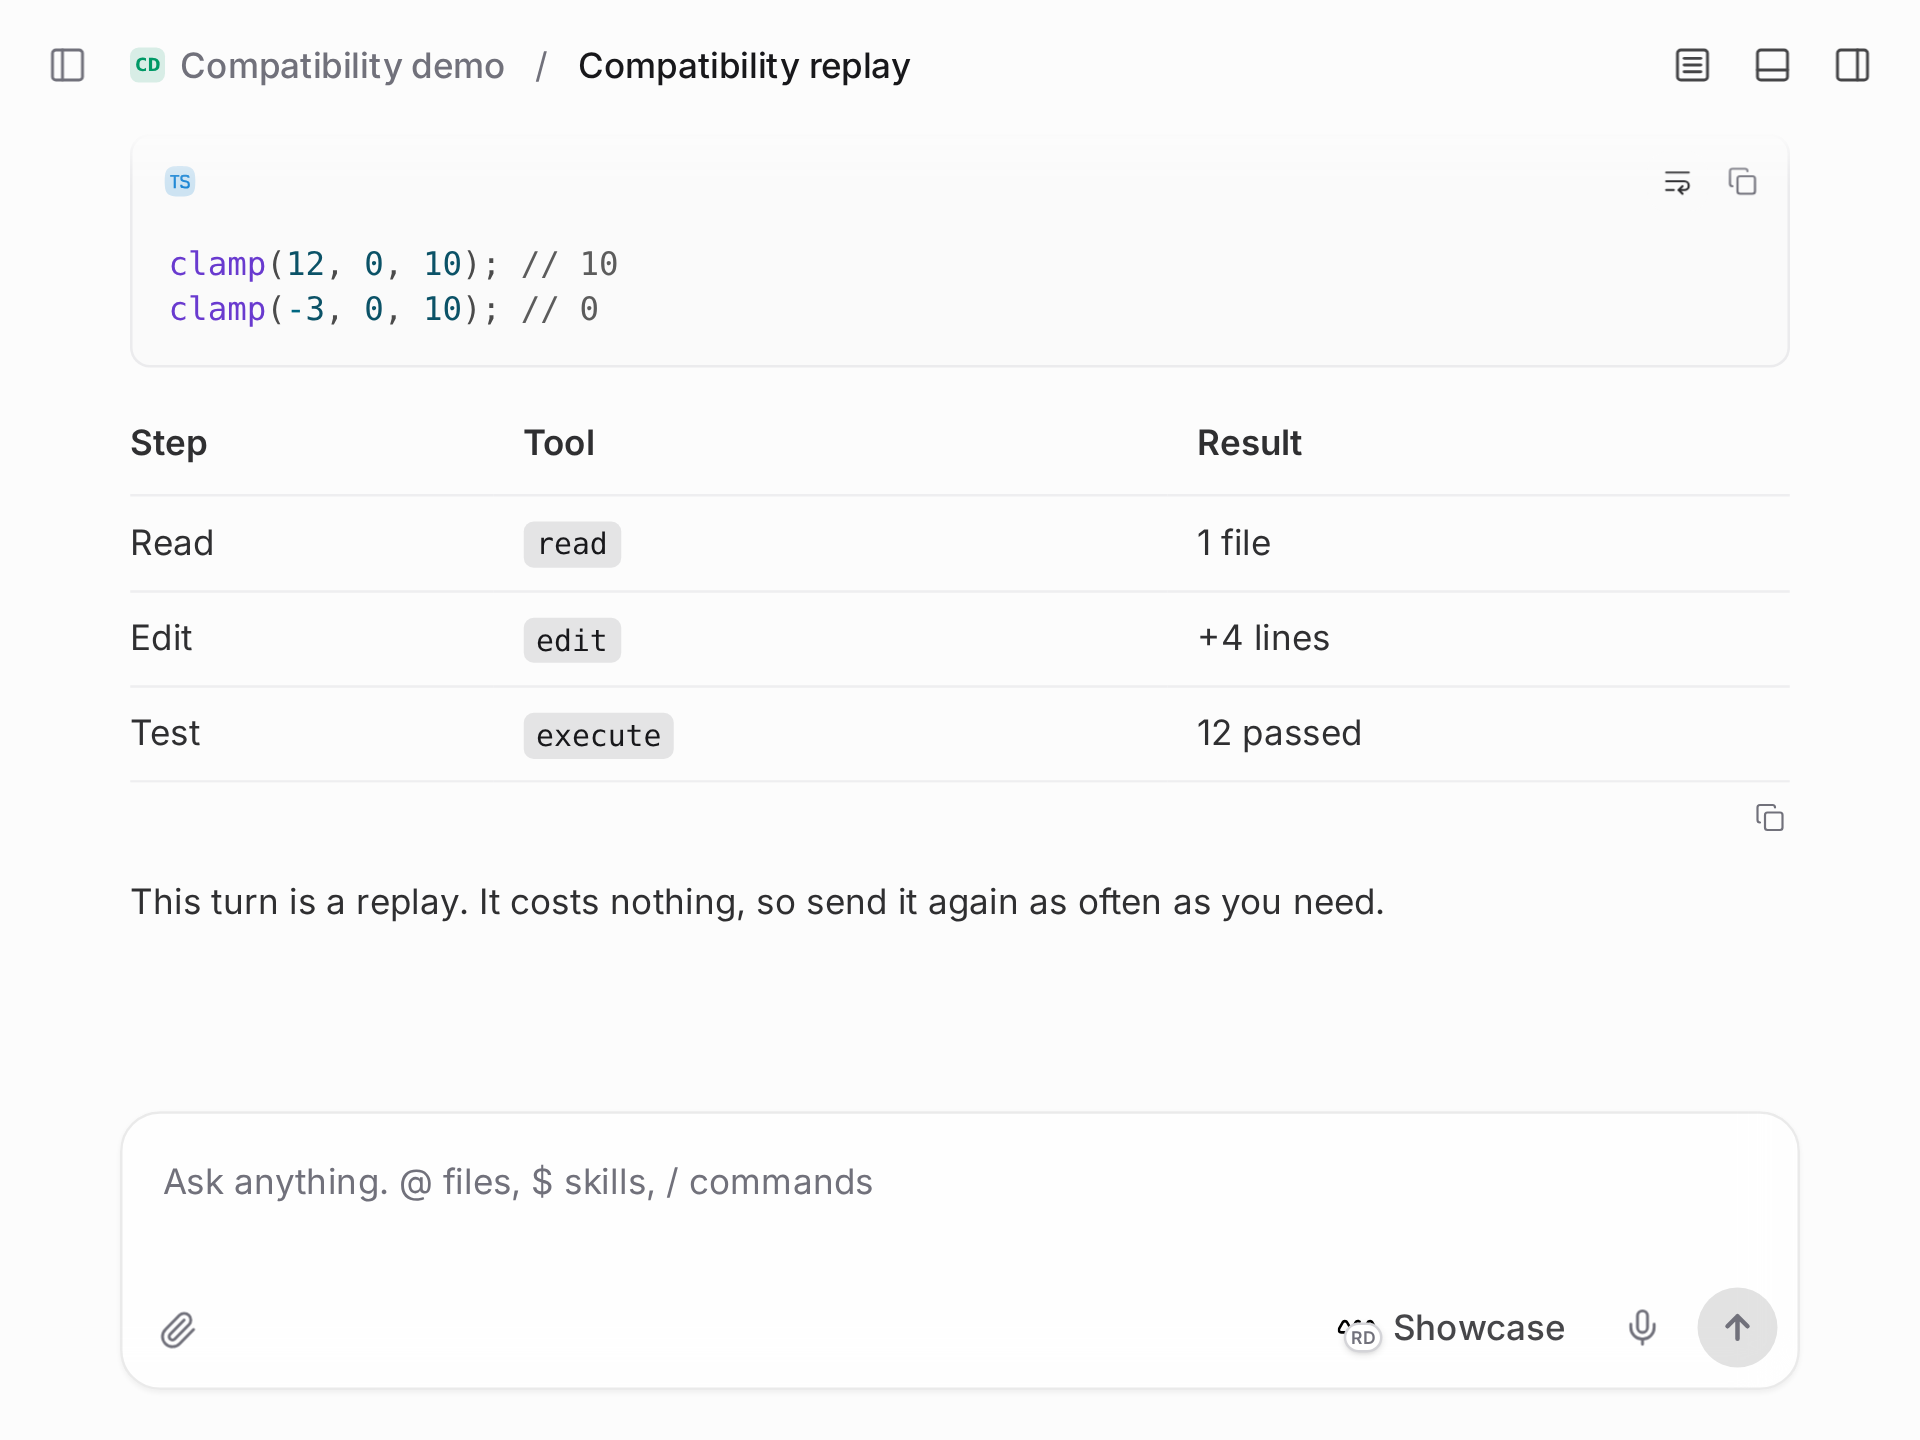 CD Compatibility demo / Compatibility replay
TS
clamp(12, 0, 10); // 10
clamp(-3, 0, 10); // 0
Step Tool Result
Read read 1 file
Edit edit +4 lines
Test execute 12 passed
This turn is a replay. It costs nothing, so send it again as often as you need.
Ask anything. @ files, $ skills, / commands
RD Showcase